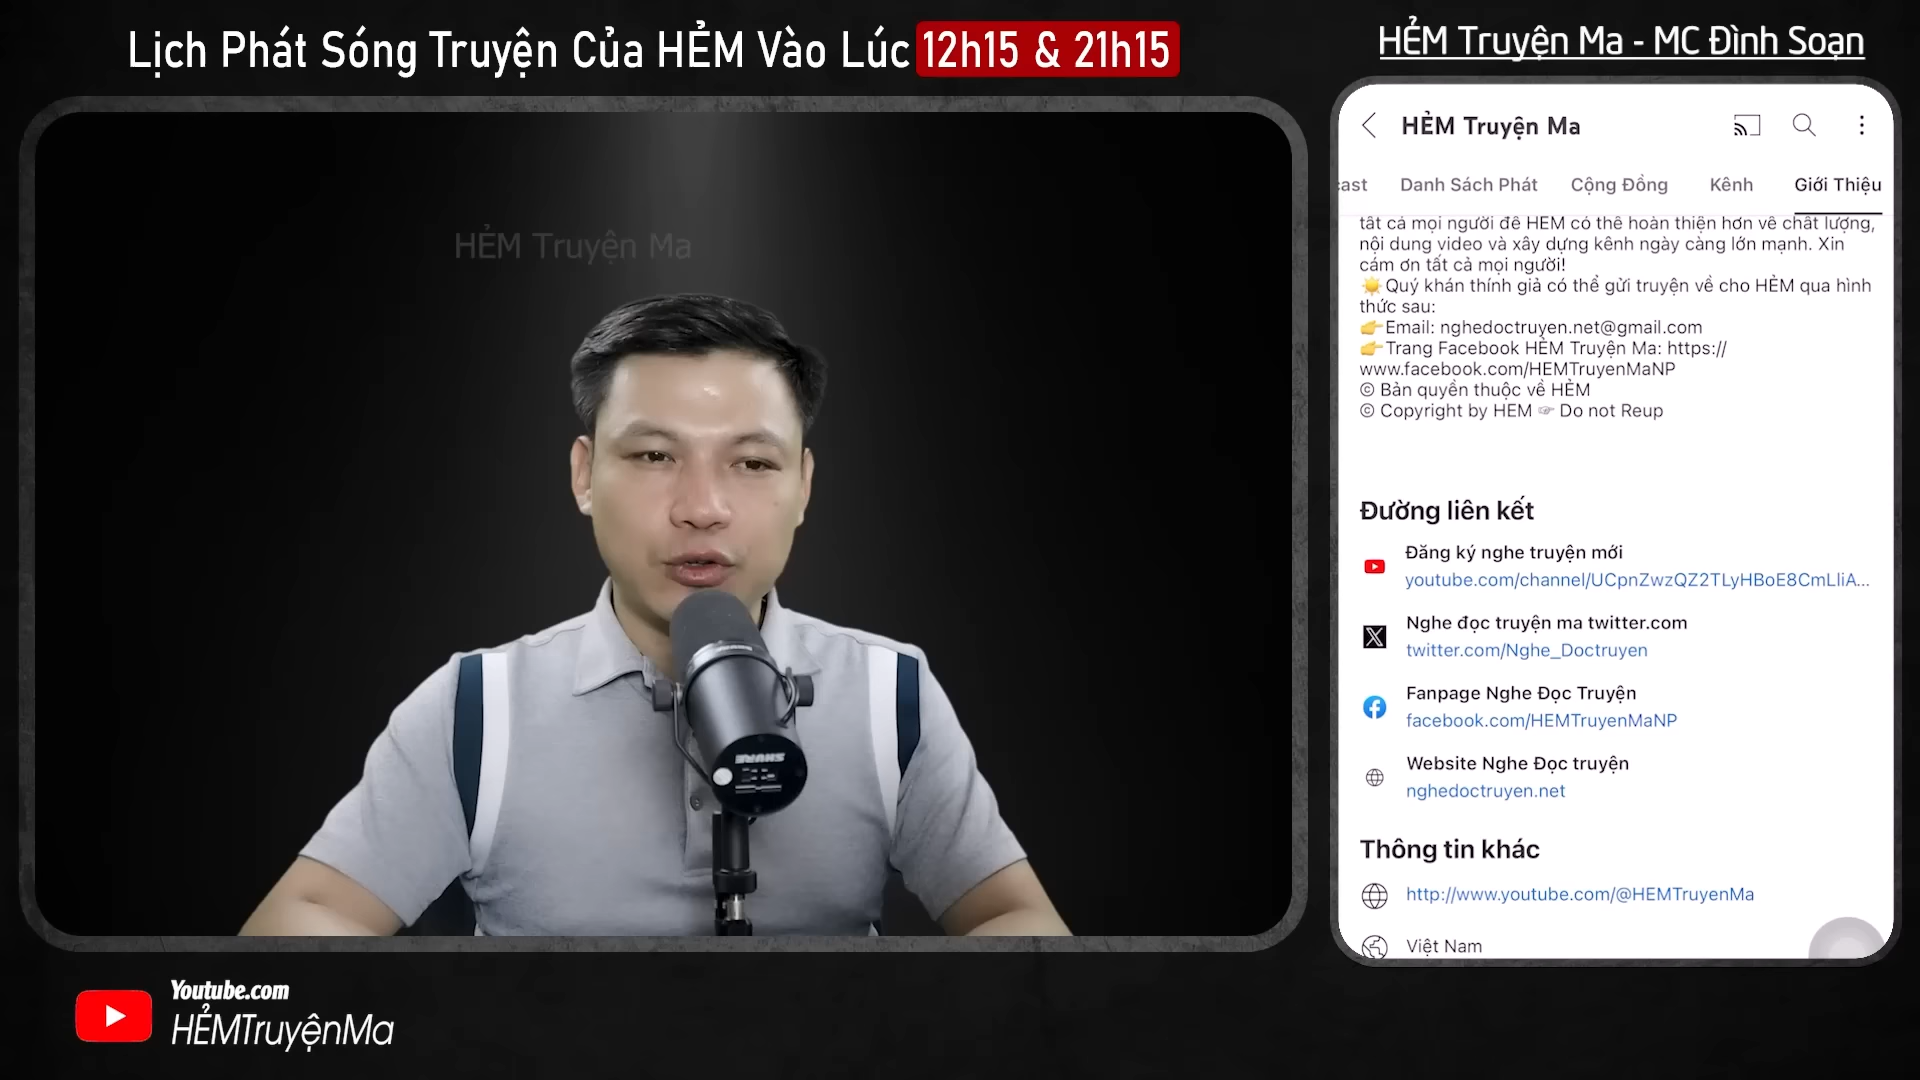 Lịch Phát Sóng Truyện Của HẺM Vào Lúc 12h15 & 21h15
HẺM Truyện Ma - MC Đình Soạn
HẺM Truyện Ma
HẺM Truyện Ma
cast Danh Sách Phát Cộng Đồng Kênh Giới Thiệu
tất cả mọi người để HẺM có thể hoàn thiện hơn về chất lượng,
nội dung video và xây dựng kênh ngày càng lớn mạnh. Xin
cám ơn tất cả mọi người!
☀️Quý khán thính giả có thể gửi truyện về cho HẺM qua hình
thức sau:
👉Email: nghedoctruyen.net@gmail.com
👉Trang Facebook HẺM Truyện Ma: https://
www.facebook.com/HEMTruyenMaNP
© Bản quyền thuộc về HẺM
© Copyright by HEM ☞ Do not Reup
Đường liên kết
Đăng ký nghe truyện mới
youtube.com/channel/UCpnZwzQZ2TLyHBoE8CmLliA...
Nghe đọc truyện ma twitter.com
twitter.com/Nghe_Doctruyen
Fanpage Nghe Đọc Truyện
facebook.com/HEMTruyenMaNP
Website Nghe Đọc truyện
nghedoctruyen.net
Thông tin khác
http://www.youtube.com/@HEMTruyenMa
Việt Nam
SHURE
Youtube.com
HẺMTruyệnMa